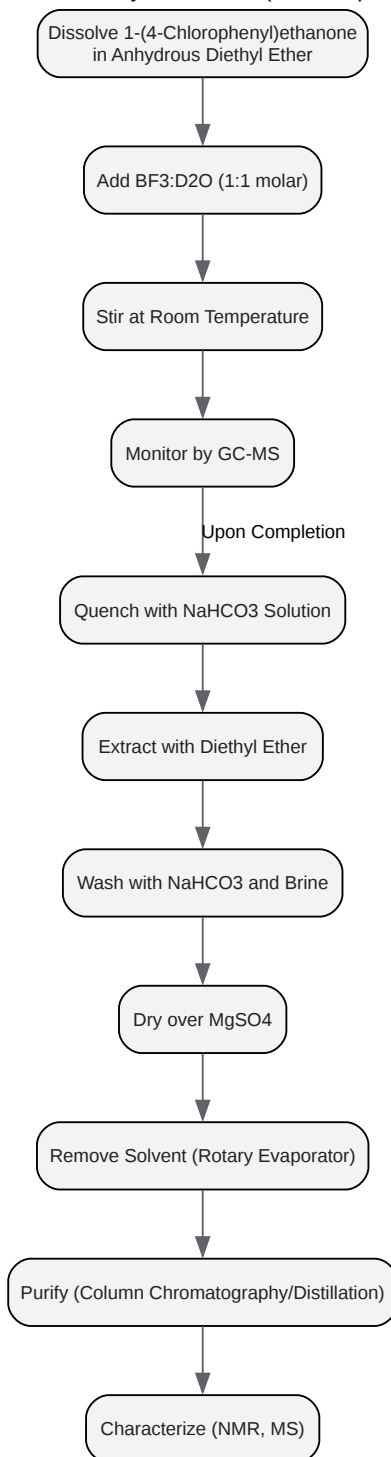 Dissolve 1-(4-Chlorophenyl)ethanone
in Anhydrous Diethyl Ether
Add BF3:D2O (1:1 molar)
Stir at Room Temperature
Monitor by GC-MS
Upon Completion
Quench with NaHCO3 Solution
Extract with Diethyl Ether
Wash with NaHCO3 and Brine
Dry over MgSO4
Remove Solvent (Rotary Evaporator)
Purify (Column Chromatography/Distillation)
Characterize (NMR, MS)